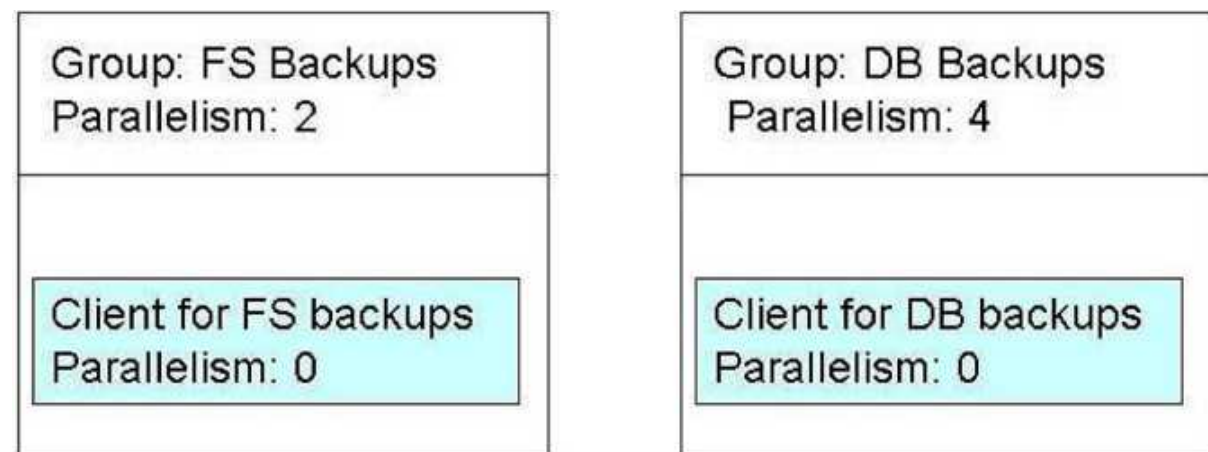 Group: FS Backups
Parallelism: 2
Client for FS backups
Parallelism: 0
Group: DB Backups
Parallelism: 4
Client for DB backups
Parallelism: 0